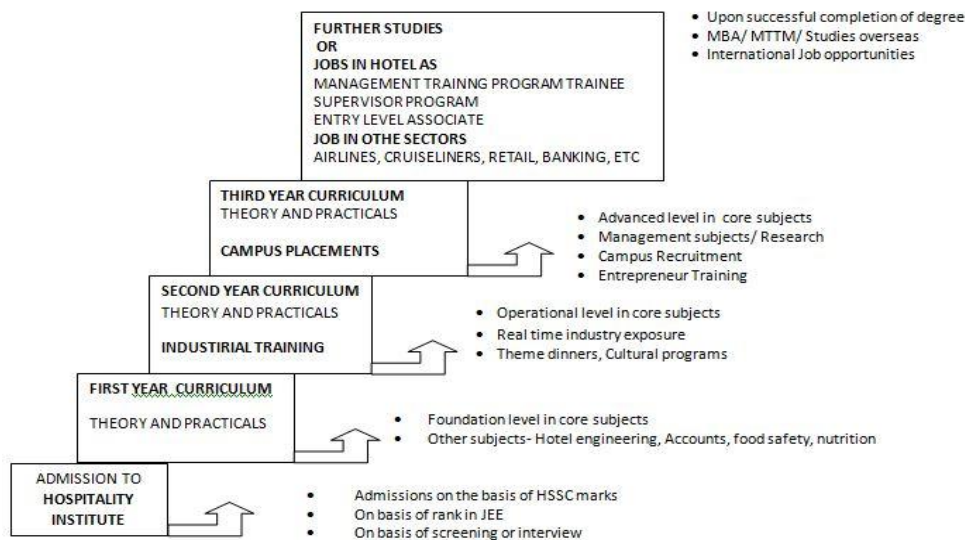 FURTHER STUDIES
OR
JOBS IN HOTEL AS
MANAGEMENT TRAINNG PROGRAM TRAINEE
SUPERVISOR PROGRAM
ENTRY LEVEL ASSOCIATE
JOB IN OTHE SECTORS
AIRLINES, CRUISELINERS, RETAIL, BANKING, ETC
• Upon successful completion of degree
• MBA/ MTTM/ Studies overseas
• International Job opportunities
THIRD YEAR CURRICULUM
THEORY AND PRACTICALS
CAMPUS PLACEMENTS
• Advanced level in core subjects
• Management subjects/ Research
• Campus Recruitment
• Entrepreneur Training
SECOND YEAR CURRICULUM
THEORY AND PRACTICALS
INDUSTIRIAL TRAINING
• Operational level in core subjects
• Real time industry exposure
• Theme dinners, Cultural programs
FIRST YEAR CURRICULUM
THEORY AND PRACTICALS
• Foundation level in core subjects
• Other subjects- Hotel engineering, Accounts, food safety, nutrition
ADMISSION TO
HOSPITALITY
INSTITUTE
• Admissions on the basis of HSSC marks
• On basis of rank in JEE
• On basis of screening or interview